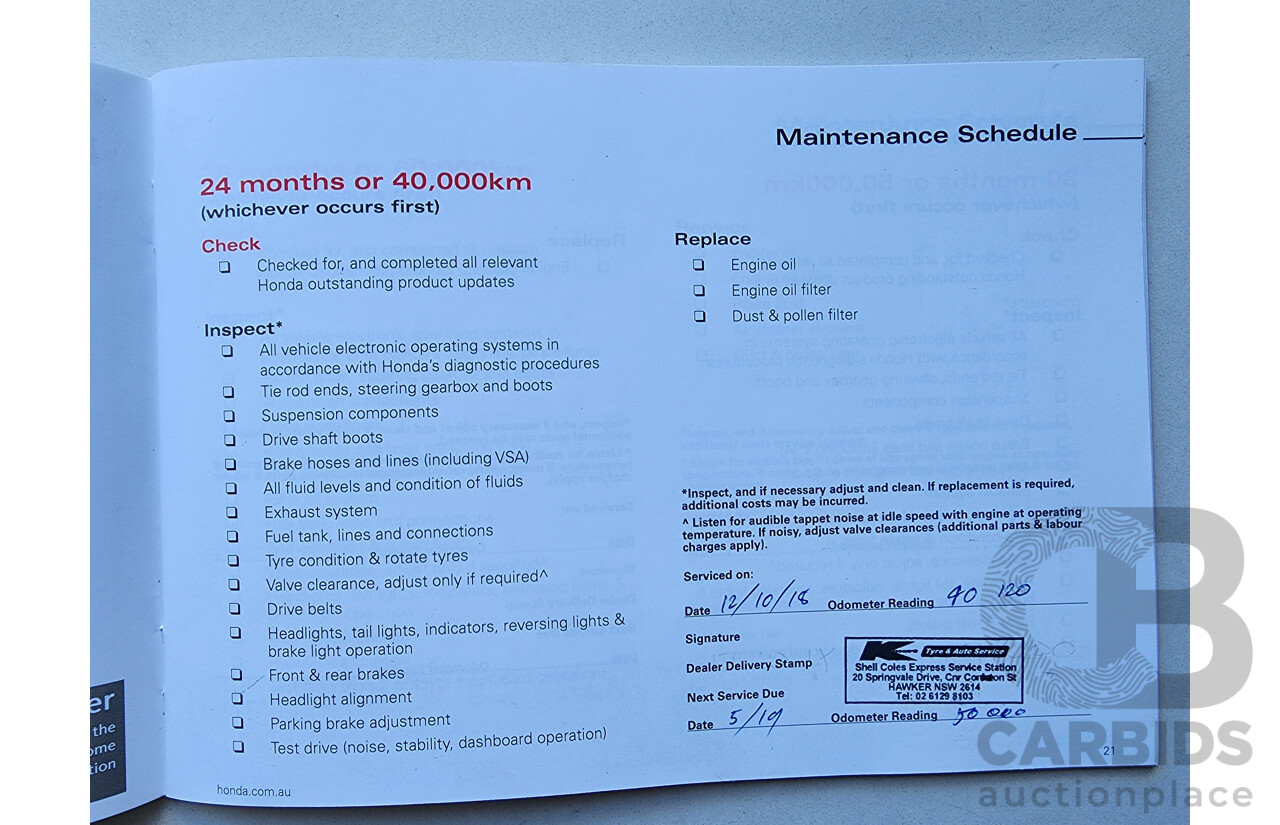 Maintenance Schedule
24 months or 40,000km
(whichever occurs first)
Check
❏ Checked for, and completed all relevant
Honda outstanding product updates
Inspect*
❏ All vehicle electronic operating systems in
accordance with Honda's diagnostic procedures
❏ Tie rod ends, steering gearbox and boots
❏ Suspension components
❏ Drive shaft boots
❏ Brake hoses and lines (including VSA)
❏ All fluid levels and condition of fluids
❏ Exhaust system
❏ Fuel tank, lines and connections
❏ Tyre condition & rotate tyres
❏ Valve clearance, adjust only if required^
❏ Drive belts
❏ Headlights, tail lights, indicators, reversing lights &
brake light operation
❏ Front & rear brakes
❏ Headlight alignment
❏ Parking brake adjustment
❏ Test drive (noise, stability, dashboard operation)
honda.com.au
Replace
❏ Engine oil
❏ Engine oil filter
❏ Dust & pollen filter
*Inspect, and if necessary adjust and clean. If replacement is required,
additional costs may be incurred.
^ Listen for audible tappet noise at idle speed with engine at operating
temperature. If noisy, adjust valve clearances (additional parts & labour
charges apply).
Serviced on:
Date 12/10/18 Odometer Reading 40 120
Signature
Dealer Delivery Stamp
K Tyre & Auto Service
Shell Coles Express Service Station
20 Springvale Drive, Cnr St
HAWKER NSW 2614
Tel: 02 6129 8103
Next Service Due
Date 5/19 Odometer Reading 50 000
21
er
the
ome
tion
CB
CARBIDS
auctionplace